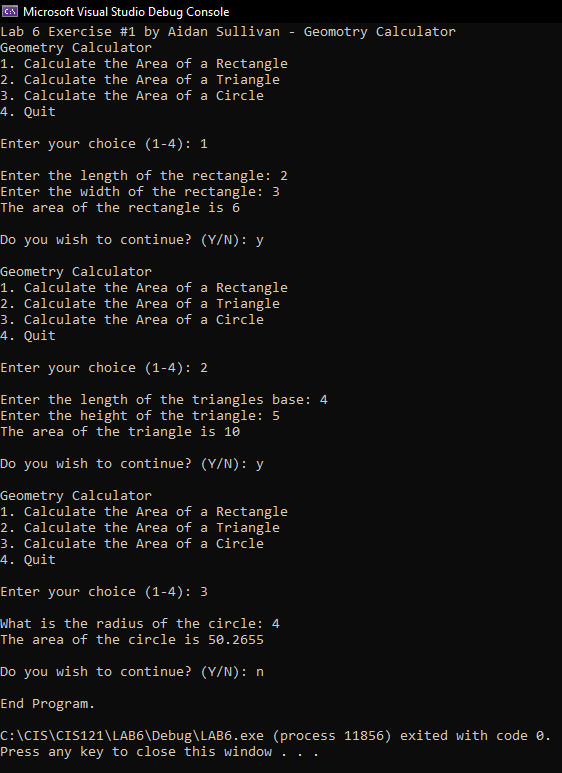 Microsoft Visual Studio Debug Console
Lab 6 Exercise #1 by Aidan Sullivan - Geomotry Calculator
Geometry Calculator
1. Calculate the Area of a Rectangle
2. Calculate the Area of a Triangle
3. Calculate the Area of a Circle
4. Quit
Enter your choice (1-4): 1
Enter the length of the rectangle: 2
Enter the width of the rectangle: 3
The area of the rectangle is 6
Do you wish to continue? (Y/N): y
Geometry Calculator
1. Calculate the Area of a Rectangle
2. Calculate the Area of a Triangle
3. Calculate the Area of a Circle
4. Quit
Enter your choice (1-4): 2
Enter the length of the triangles base: 4
Enter the height of the triangle: 5
The area of the triangle is 10
Do you wish to continue? (Y/N): y
Geometry Calculator
1. Calculate the Area of a Rectangle
2. Calculate the Area of a Triangle
3. Calculate the Area of a Circle
4. Quit
Enter your choice (1-4): 3
What is the radius of the circle: 4
The area of the circle is 50.2655
Do you wish to continue? (Y/N): n
End Program.
C:\CIS\CIS121\LAB6\Debug\LAB6.exe (process 11856) exited with code 0.
Press any key to close this window . . .